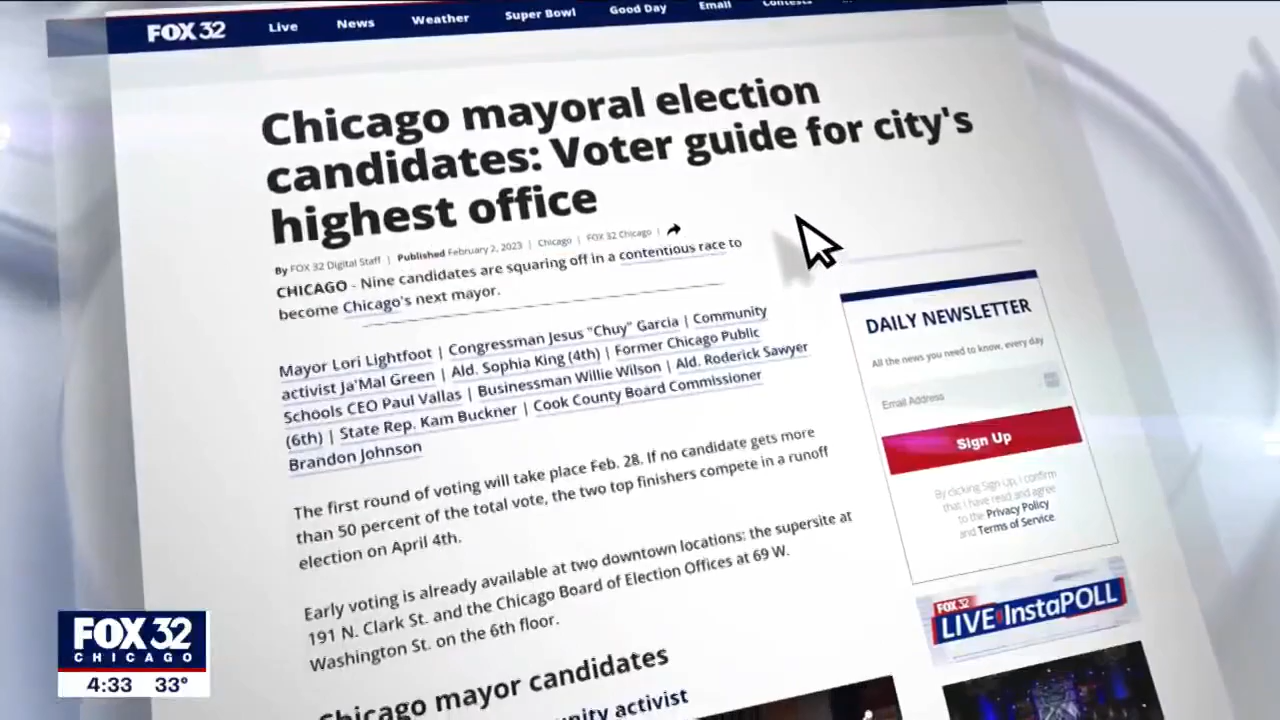 FOX 32 Live News Weather Super Bowl Good Day Email Contests
Chicago mayoral election
candidates: Voter guide for city's
highest office
By FOX 32 Digital Staff | Published February 2, 2023 | Chicago | FOX 32 Chicago |
CHICAGO - Nine candidates are squaring off in a contentious race to
become Chicago's next mayor.
Mayor Lori Lightfoot | Congressman Jesus "Chuy" Garcia | Community
activist Ja'Mal Green | Ald. Sophia King (4th) | Former Chicago Public
Schools CEO Paul Vallas | Businessman Willie Wilson | Ald. Roderick Sawyer
(6th) | State Rep. Kam Buckner | Cook County Board Commissioner
Brandon Johnson
The first round of voting will take place Feb. 28. If no candidate gets more
than 50 percent of the total vote, the two top finishers compete in a runoff
election on April 4th.
Early voting is already available at two downtown locations: the supersite at
191 N. Clark St. and the Chicago Board of Election Offices at 69 W.
Washington St. on the 6th floor.
Chicago mayor candidates
nity activist
DAILY NEWSLETTER
All the news you need to know, every day
Email Address
Sign Up
By clicking Sign Up, I confirm
that I have read and agree
to the Privacy Policy
and Terms of Service.
FOX 32
LIVE InstaPOLL
FOX 32
CHICAGO
4:33 33°